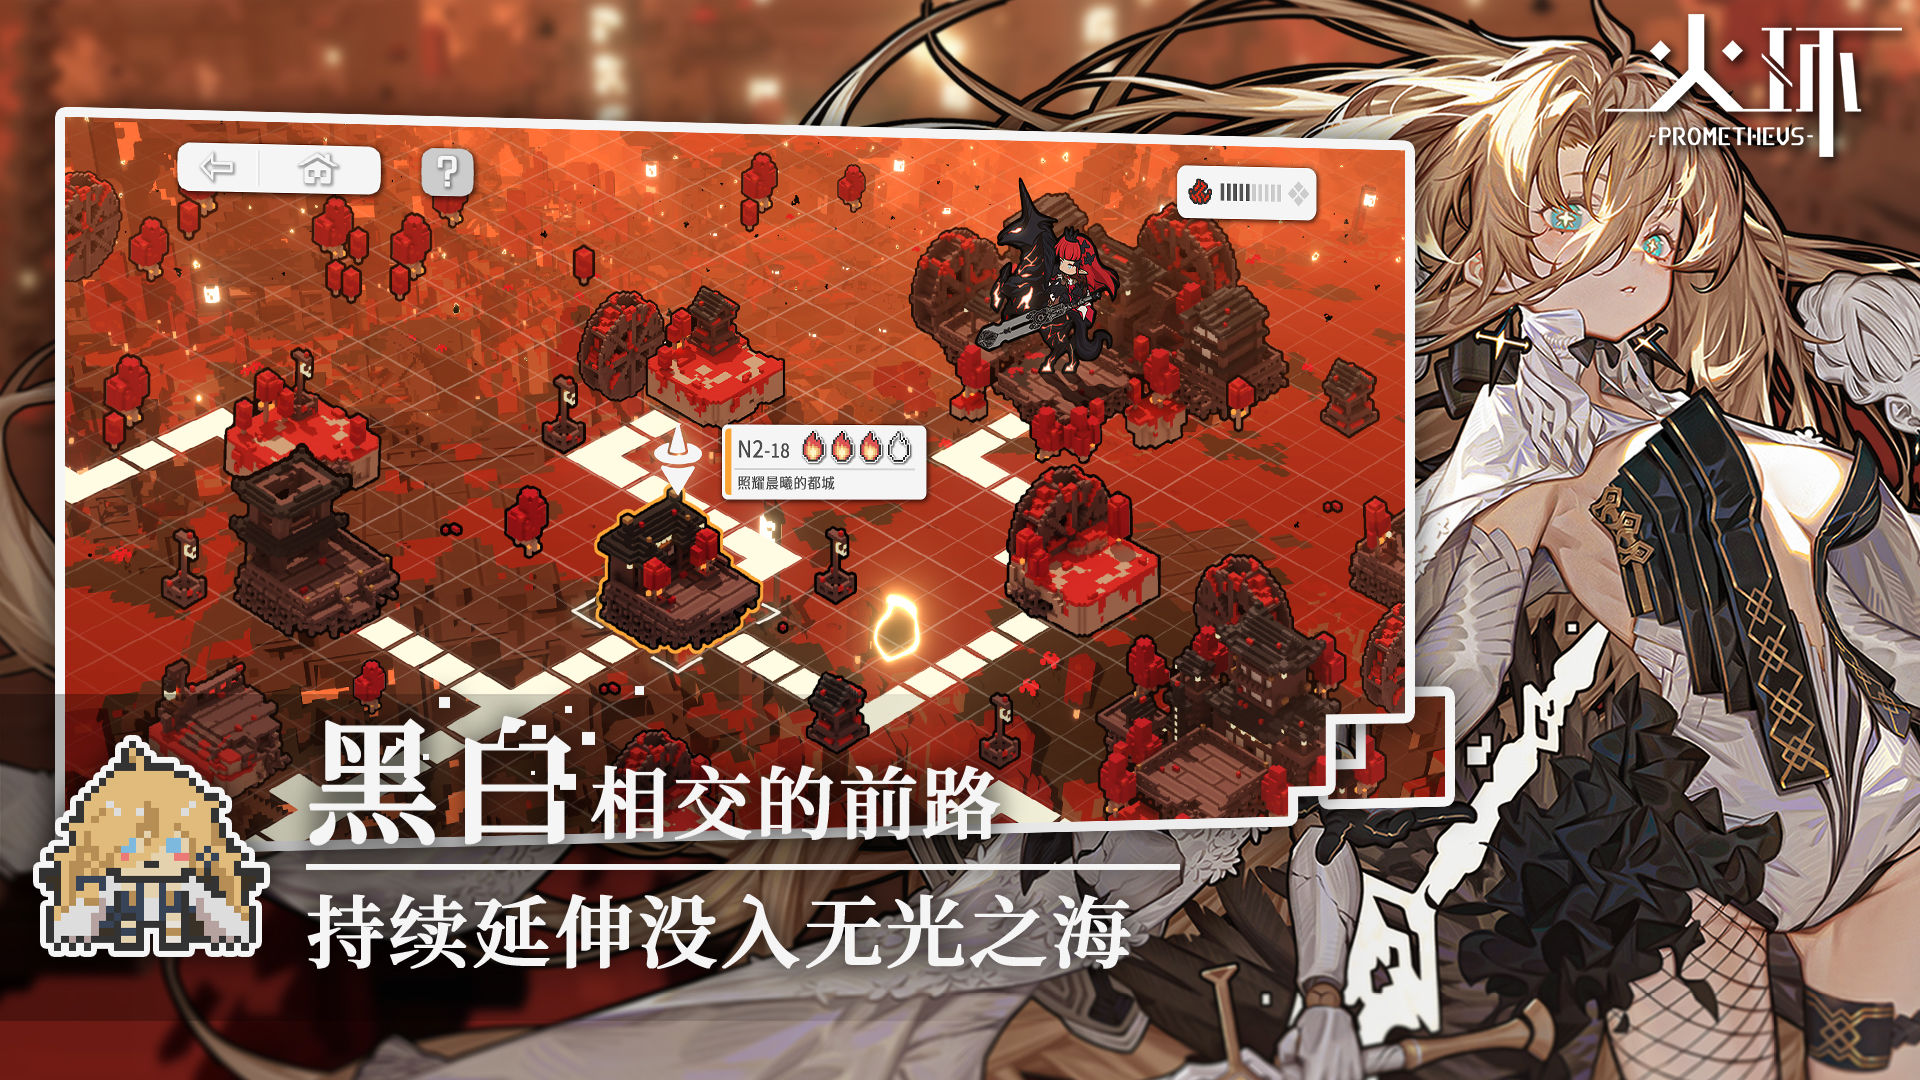 火环
-PROMETHEUS-
?
N2-18
照耀晨曦的都城
黑白相交的前路
持续延伸没入无光之海